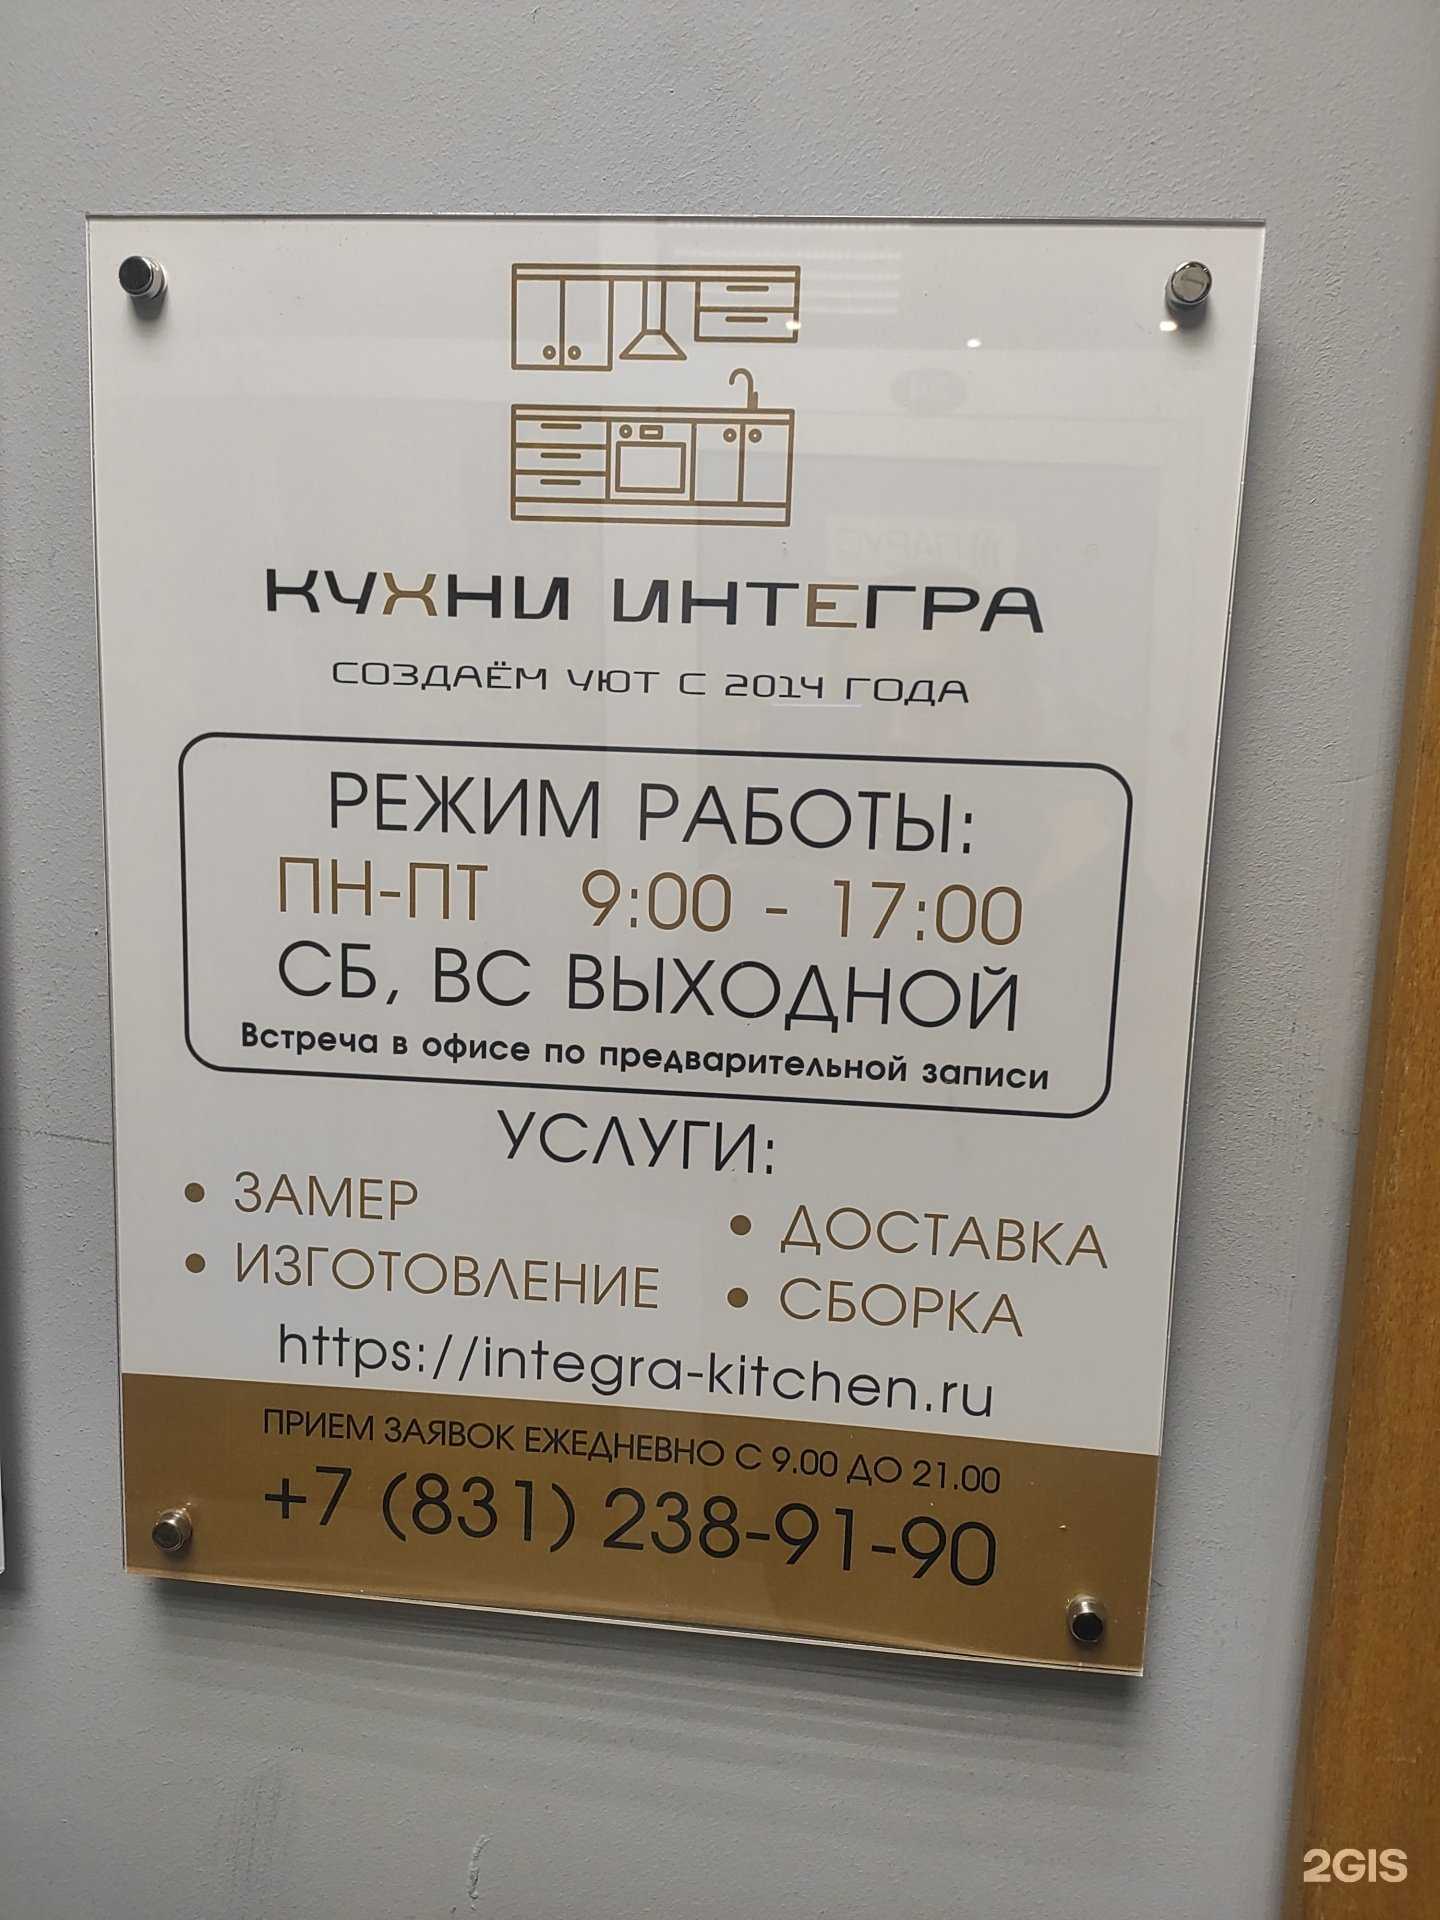 КУХНИ ИНТЕГРА
СОЗДАЁМ УЮТ С 2014 ГОДА
РЕЖИМ РАБОТЫ:
ПН-ПТ 9:00 - 17:00
СБ, ВС ВЫХОДНОЙ
Встреча в офисе по предварительной записи
УСЛУГИ:
• ЗАМЕР
• ИЗГОТОВЛЕНИЕ
• ДОСТАВКА
• СБОРКА
https://integra-kitchen.ru
ПРИЕМ ЗАЯВОК ЕЖЕДНЕВНО С 9.00 ДО 21.00
+7 (831) 238-91-90
2GIS